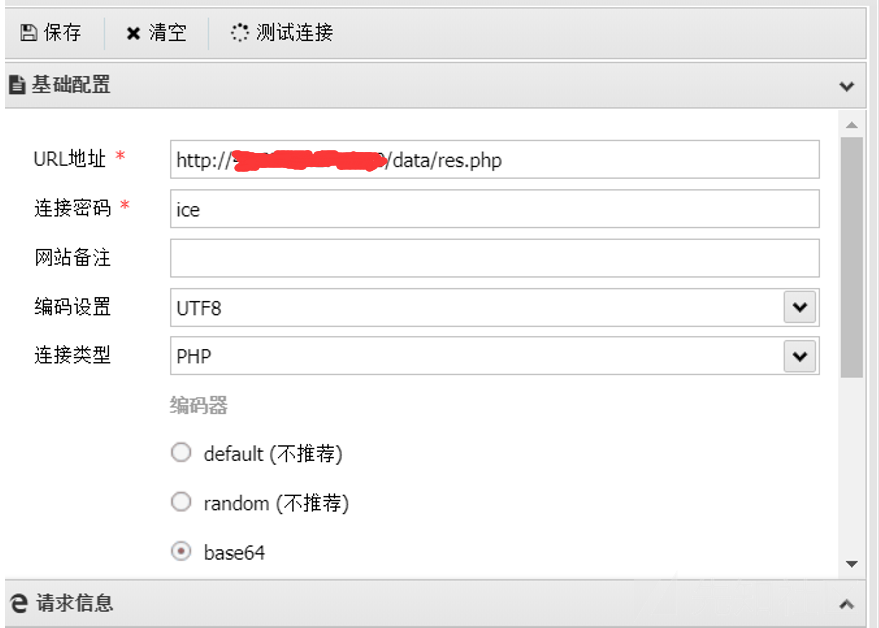 保存 清空 测试连接
基础配置
URL地址 * http:// /data/res.php
连接密码 * ice
网站备注
编码设置 UTF8
连接类型 PHP
编码器
default (不推荐)
random (不推荐)
base64
请求信息